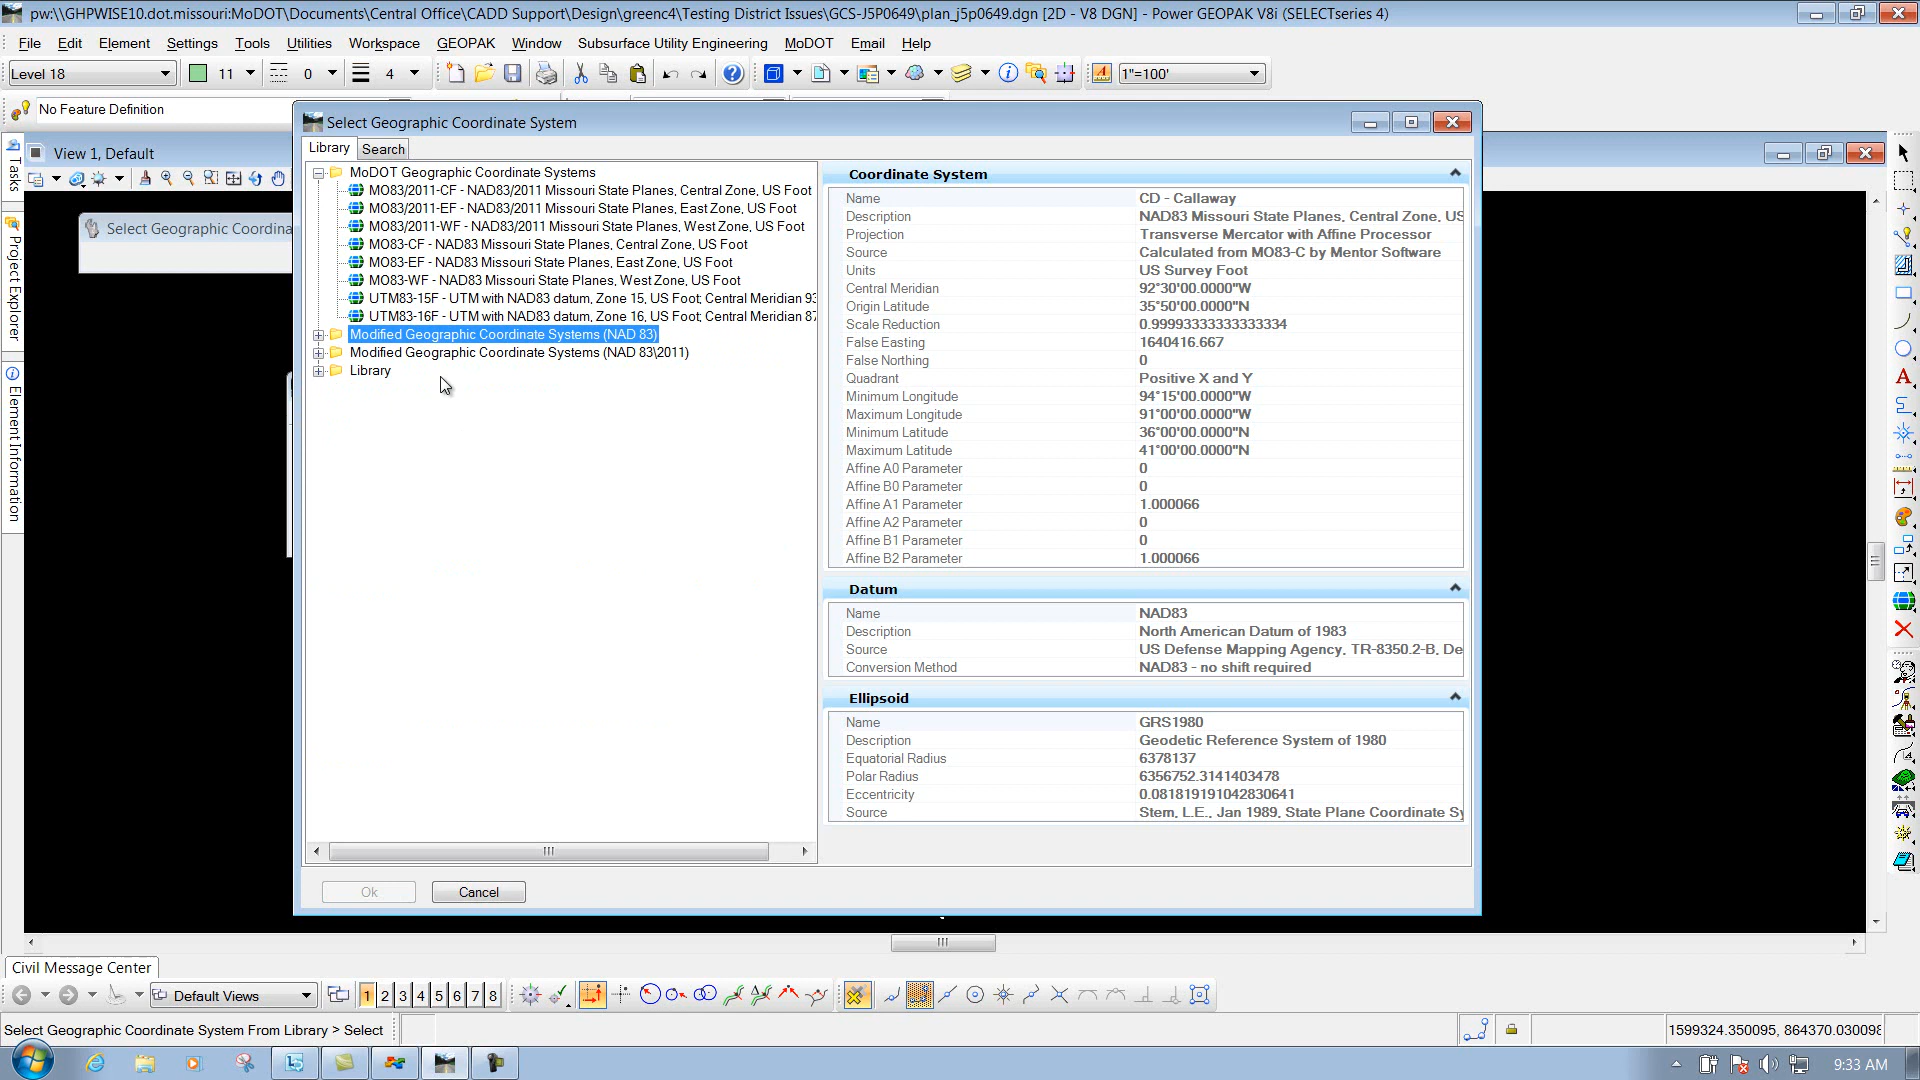 pw:\\GHPWISE10.dot.missouri:MoDOT\Documents\Central Office\CADD Support\Design\greenc4\Testing District Issues\GCS-J5P0649\plan_j5p0649.dgn [2D - V8 DGN] - Power GEOPAK V8i (SELECTseries 4)
File Edit Element Settings Tools Utilities Workspace GEOPAK Window Subsurface Utility Engineering MoDOT Email Help
Level 18 11 0 4 1"=100'
No Feature Definition
Select Geographic Coordinate System
Library Search
View 1, Default
Tasks
Project Explorer
Element Information
Select Geographic Coordina
MoDOT Geographic Coordinate Systems
MO83/2011-CF - NAD83/2011 Missouri State Planes, Central Zone, US Foot
MO83/2011-EF - NAD83/2011 Missouri State Planes, East Zone, US Foot
MO83/2011-WF - NAD83/2011 Missouri State Planes, West Zone, US Foot
MO83-CF - NAD83 Missouri State Planes, Central Zone, US Foot
MO83-EF - NAD83 Missouri State Planes, East Zone, US Foot
MO83-WF - NAD83 Missouri State Planes, West Zone, US Foot
UTM83-15F - UTM with NAD83 datum, Zone 15, US Foot; Central Meridian 93
UTM83-16F - UTM with NAD83 datum, Zone 16, US Foot; Central Meridian 87
Modified Geographic Coordinate Systems (NAD 83)
Modified Geographic Coordinate Systems (NAD 83\2011)
Library
Coordinate System
Name CD - Callaway
Description NAD83 Missouri State Planes, Central Zone, US
Projection Transverse Mercator with Affine Processor
Source Calculated from MO83-C by Mentor Software
Units US Survey Foot
Central Meridian 92°30'00.0000"W
Origin Latitude 35°50'00.0000"N
Scale Reduction 0.99993333333333334
False Easting 1640416.667
False Northing 0
Quadrant Positive X and Y
Minimum Longitude 94°15'00.0000"W
Maximum Longitude 91°00'00.0000"W
Minimum Latitude 36°00'00.0000"N
Maximum Latitude 41°00'00.0000"N
Affine A0 Parameter 0
Affine B0 Parameter 0
Affine A1 Parameter 1.000066
Affine A2 Parameter 0
Affine B1 Parameter 0
Affine B2 Parameter 1.000066
Datum
Name NAD83
Description North American Datum of 1983
Source US Defense Mapping Agency, TR-8350.2-B, De
Conversion Method NAD83 - no shift required
Ellipsoid
Name GRS1980
Description Geodetic Reference System of 1980
Equatorial Radius 6378137
Polar Radius 6356752.3141403478
Eccentricity 0.081819191042830641
Source Stem, L.E., Jan 1989, State Plane Coordinate Sy
Ok Cancel
Civil Message Center
Default Views 1 2 3 4 5 6 7 8
Select Geographic Coordinate System From Library > Select
1599324.350095, 864370.030098
9:33 AM